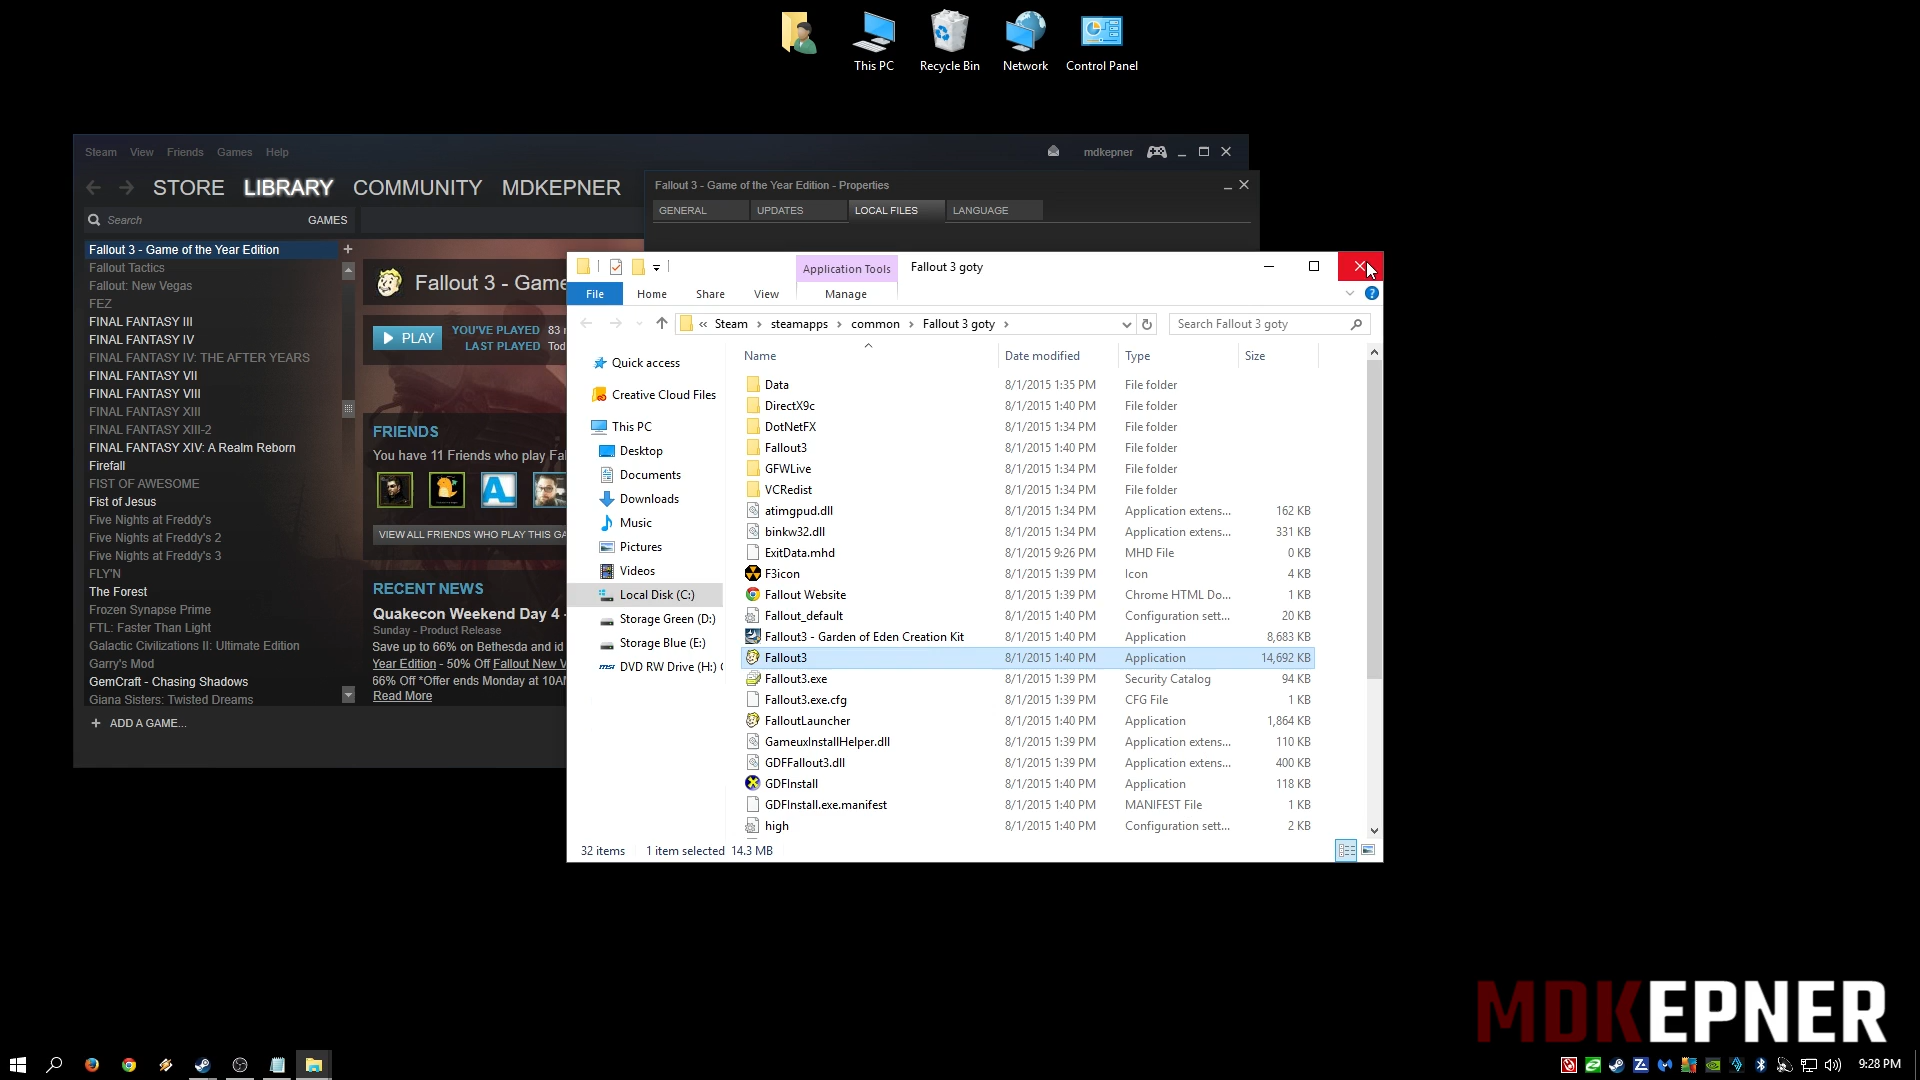 This PC
Recycle Bin
Network
Control Panel
Steam View Friends Games Help
mdkepner
STORE LIBRARY COMMUNITY MDKEPNER
Search
GAMES
Fallout 3 - Game of the Year Edition
Fallout Tactics
Fallout: New Vegas
FEZ
FINAL FANTASY III
FINAL FANTASY IV
FINAL FANTASY IV: THE AFTER YEARS
FINAL FANTASY VII
FINAL FANTASY VIII
FINAL FANTASY XIII
FINAL FANTASY XIII-2
FINAL FANTASY XIV: A Realm Reborn
Firefall
FIST OF AWESOME
Fist of Jesus
Five Nights at Freddy's
Five Nights at Freddy's 2
Five Nights at Freddy's 3
FLY'N
The Forest
Frozen Synapse Prime
FTL: Faster Than Light
Galactic Civilizations II: Ultimate Edition
Garry's Mod
GemCraft - Chasing Shadows
Giana Sisters: Twisted Dreams
+ ADD A GAME...
Fallout 3 - Game
PLAY
YOU'VE PLAYED 83
LAST PLAYED Tod
FRIENDS
You have 11 Friends who play Fal
VIEW ALL FRIENDS WHO PLAY THIS GA
RECENT NEWS
Quakecon Weekend Day 4 -
Sunday - Product Release
Save up to 66% on Bethesda and id
Year Edition - 50% Off Fallout New V
66% Off *Offer ends Monday at 10AM
Read More
Fallout 3 - Game of the Year Edition - Properties
GENERAL UPDATES LOCAL FILES LANGUAGE
Application Tools
Fallout 3 goty
File Home Share View Manage
« Steam › steamapps › common › Fallout 3 goty ›
Search Fallout 3 goty
Quick access
Creative Cloud Files
This PC
Desktop
Documents
Downloads
Music
Pictures
Videos
Local Disk (C:)
Storage Green (D:)
Storage Blue (E:)
DVD RW Drive (H:)
Name Date modified Type Size
Data 8/1/2015 1:35 PM File folder
DirectX9c 8/1/2015 1:40 PM File folder
DotNetFX 8/1/2015 1:34 PM File folder
Fallout3 8/1/2015 1:40 PM File folder
GFWLive 8/1/2015 1:34 PM File folder
VCRedist 8/1/2015 1:34 PM File folder
atimgpud.dll 8/1/2015 1:34 PM Application extens... 162 KB
binkw32.dll 8/1/2015 1:34 PM Application extens... 331 KB
ExitData.mhd 8/1/2015 9:26 PM MHD File 0 KB
F3icon 8/1/2015 1:39 PM Icon 4 KB
Fallout Website 8/1/2015 1:39 PM Chrome HTML Do... 1 KB
Fallout_default 8/1/2015 1:40 PM Configuration sett... 20 KB
Fallout3 - Garden of Eden Creation Kit 8/1/2015 1:40 PM Application 8,683 KB
Fallout3 8/1/2015 1:40 PM Application 14,692 KB
Fallout3.exe 8/1/2015 1:39 PM Security Catalog 94 KB
Fallout3.exe.cfg 8/1/2015 1:39 PM CFG File 1 KB
FalloutLauncher 8/1/2015 1:40 PM Application 1,864 KB
GameuxInstallHelper.dll 8/1/2015 1:39 PM Application extens... 110 KB
GDFFallout3.dll 8/1/2015 1:39 PM Application extens... 400 KB
GDFInstall 8/1/2015 1:40 PM Application 118 KB
GDFInstall.exe.manifest 8/1/2015 1:40 PM MANIFEST File 1 KB
high 8/1/2015 1:40 PM Configuration sett... 2 KB
32 items 1 item selected 14.3 MB
MDKEPNER
9:28 PM